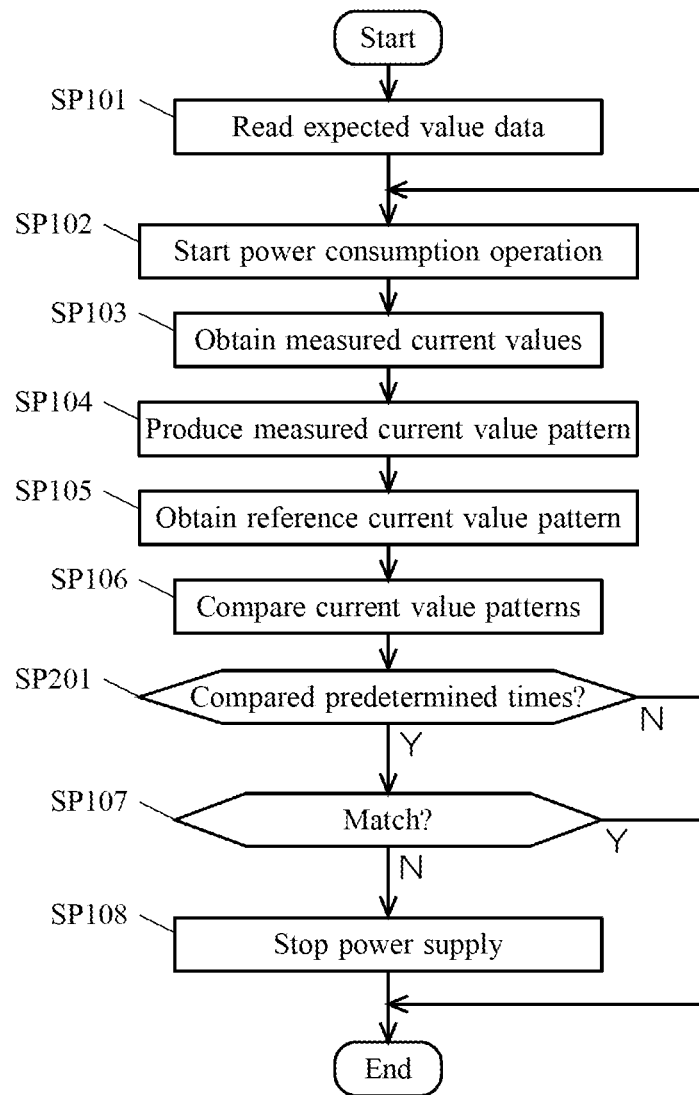 Start
SP101
Read expected value data
SP102
Start power consumption operation
SP103
Obtain measured current values
SP104
Produce measured current value pattern
SP105
Obtain reference current value pattern
SP106
Compare current value patterns
SP201
Compared predetermined times?
N
Y
SP107
Match?
Y
N
SP108
Stop power supply
End